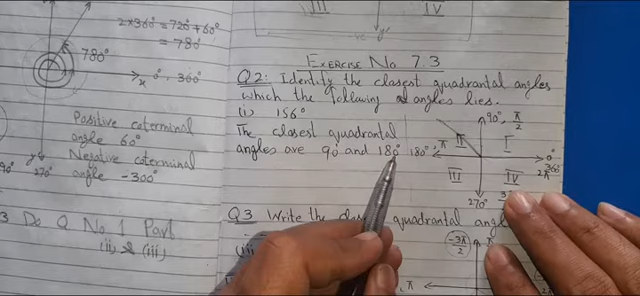 III
IV
y'
2×360° = 720° + 60°
= 780°
780°
x 0°, 360°
y' 270°
90°
Positive coterminal
angle 60°
Negative coterminal
angle -300°
3 Do Q No 1 Part
(ii) & (iii)
EXERCISE No 7.3
Q2: Identify the closest quadrantal angles
which the following angles lies.
(i) 156°
The closest quadrantal
angles are 90° and 180°
90°, π/2
II
I
180°, π
0°
360°
2π
III
IV
270°
Q3 Write the quadrantal angl
-3π/2
π
π